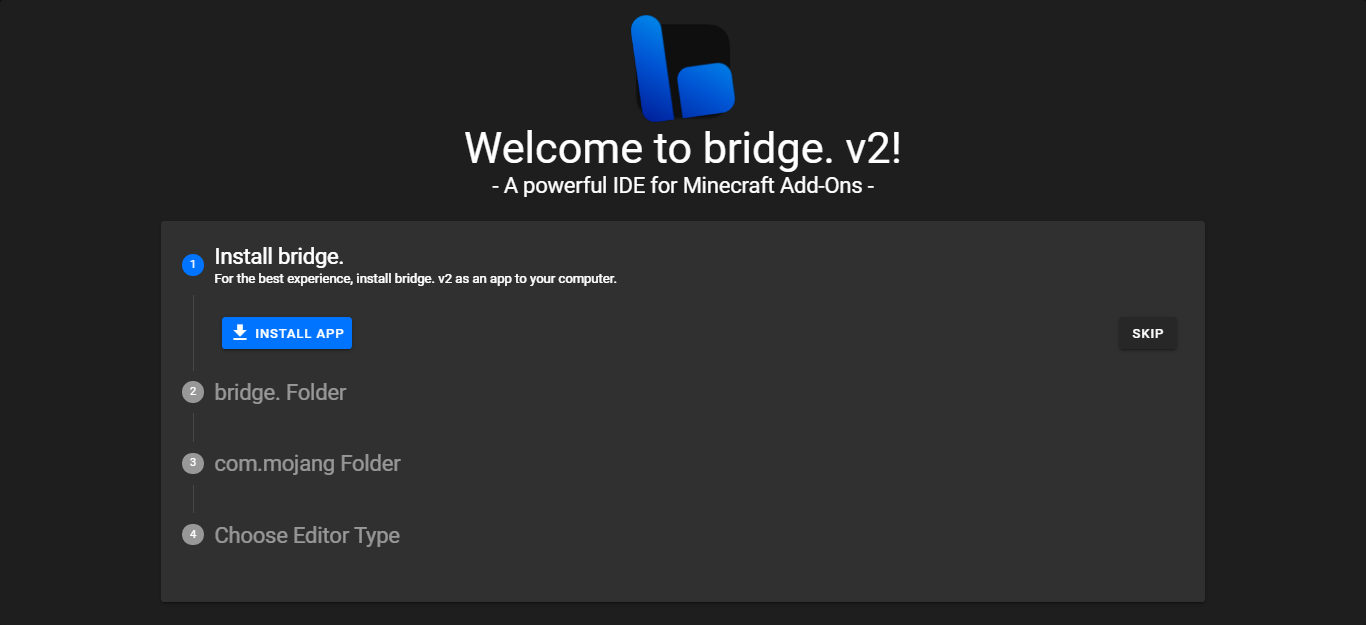 Welcome to bridge. v2!
- A powerful IDE for Minecraft Add-Ons -
1 Install bridge.
For the best experience, install bridge. v2 as an app to your computer.
INSTALL APP SKIP
2 bridge. Folder
3 com.mojang Folder
4 Choose Editor Type